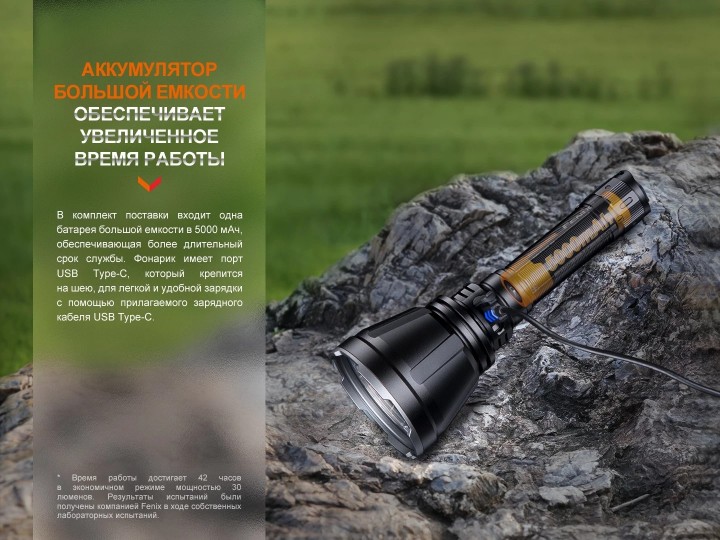 АККУМУЛЯТОР
БОЛЬШОЙ ЕМКОСТИ
ОБЕСПЕЧИВАЕТ
УВЕЛИЧЕННОЕ
ВРЕМЯ РАБОТЫ
В комплект поставки входит одна
батарея большой емкости в 5000 мАч,
обеспечивающая более длительный
срок службы. Фонарик имеет порт
USB Type-C, который крепится
на шею, для легкой и удобной зарядки
с помощью прилагаемого зарядного
кабеля USB Type-C.
5000mAh
* Время работы достигает 42 часов
в экономичном режиме мощностью 30
люменов. Результаты испытаний были
получены компанией Fenix в ходе собственных
лабораторных испытаний.